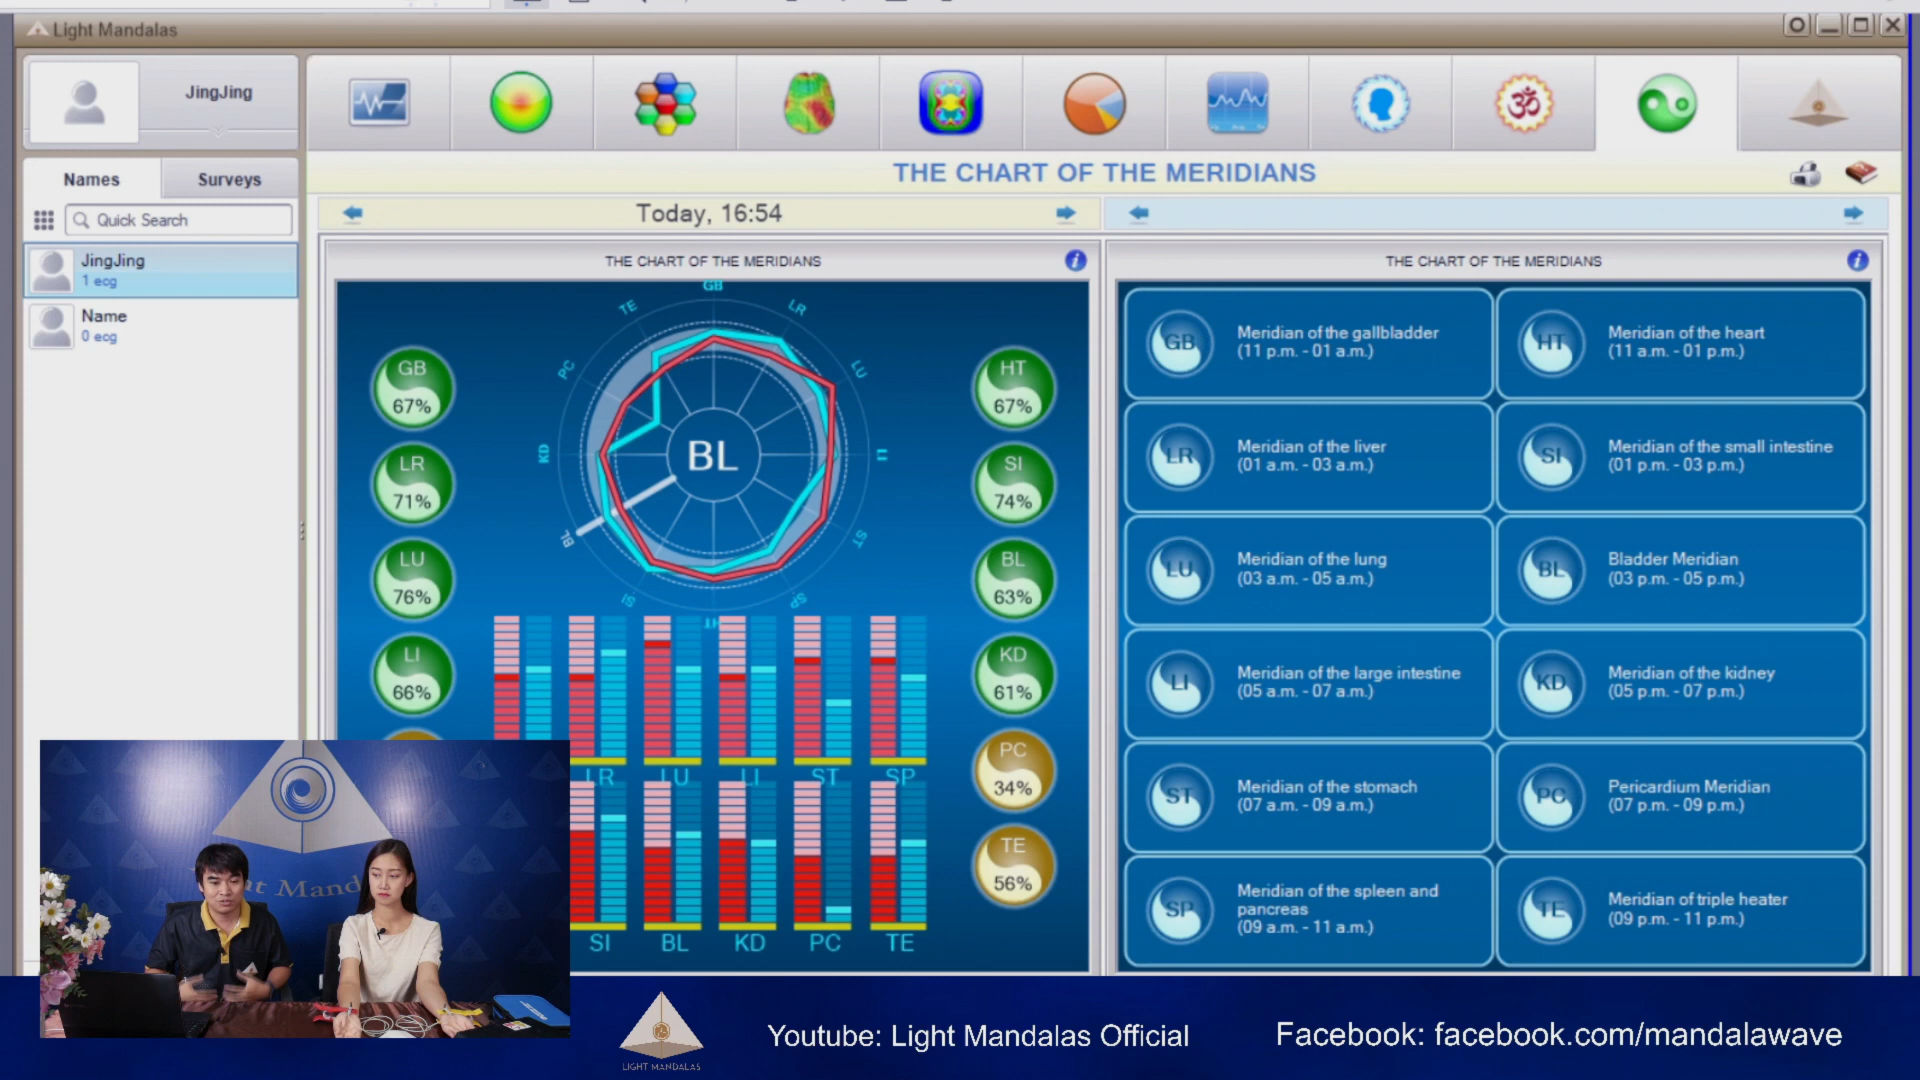 Light Mandalas
JingJing
Names
Surveys
Quick Search
JingJing
1 ecg
Name
0 ecg
THE CHART OF THE MERIDIANS
Today, 16:54
THE CHART OF THE MERIDIANS
GB
LR
LU
LI
ST
SP
HT
SI
BL
KD
PC
TE
BL
GB
67%
LR
71%
LU
76%
LI
66%
HT
67%
SI
74%
BL
63%
KD
61%
PC
34%
TE
56%
LR LU LI ST SP
SI BL KD PC TE
THE CHART OF THE MERIDIANS
GB
Meridian of the gallbladder
(11 p.m. - 01 a.m.)
HT
Meridian of the heart
(11 a.m. - 01 p.m.)
LR
Meridian of the liver
(01 a.m. - 03 a.m.)
SI
Meridian of the small intestine
(01 p.m. - 03 p.m.)
LU
Meridian of the lung
(03 a.m. - 05 a.m.)
BL
Bladder Meridian
(03 p.m. - 05 p.m.)
LI
Meridian of the large intestine
(05 a.m. - 07 a.m.)
KD
Meridian of the kidney
(05 p.m. - 07 p.m.)
ST
Meridian of the stomach
(07 a.m. - 09 a.m.)
PC
Pericardium Meridian
(07 p.m. - 09 p.m.)
SP
Meridian of the spleen and
pancreas
(09 a.m. - 11 a.m.)
TE
Meridian of triple heater
(09 p.m. - 11 p.m.)
LIGHT MANDALAS
Youtube: Light Mandalas Official
Facebook: facebook.com/mandalawave